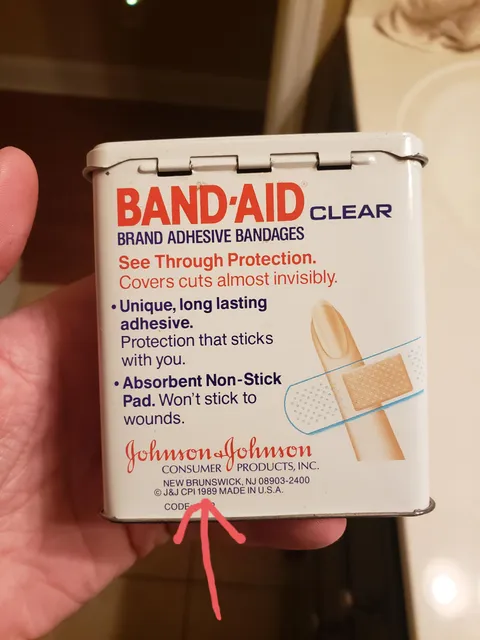 BAND-AID CLEAR
BRAND ADHESIVE BANDAGES
See Through Protection.
Covers cuts almost invisibly.
• Unique, long lasting
adhesive.
Protection that sticks
with you.
• Absorbent Non-Stick
Pad. Won't stick to
wounds.
Johnson & Johnson
CONSUMER PRODUCTS, INC.
NEW BRUNSWICK, NJ 08903-2400
© J&J CPI 1989 MADE IN U.S.A.
CODE